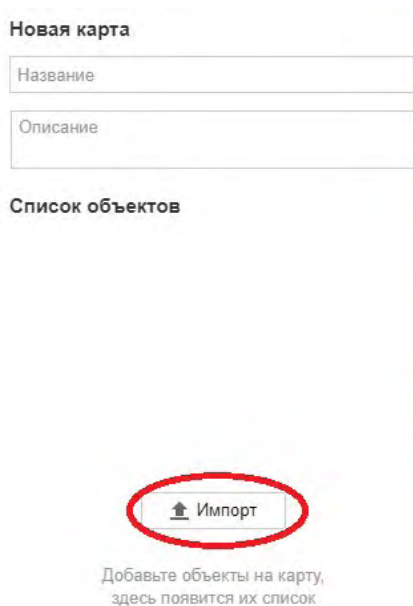 Новая карта
Название
Описание
Список объектов
Импорт
Добавьте объекты на карту,
здесь появится их список